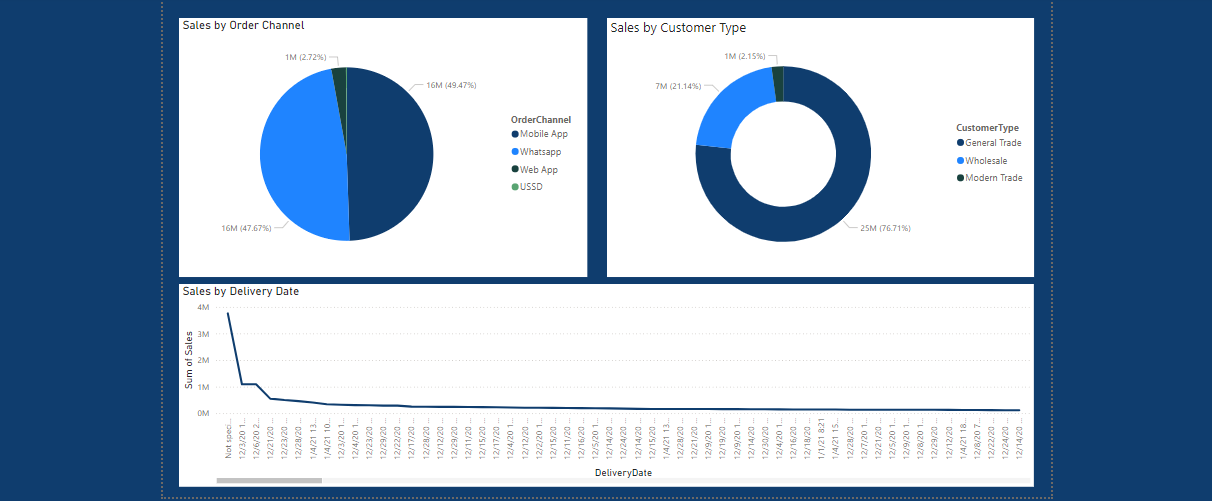 Sales by Order Channel
1M (2.72%)
16M (49.47%)
16M (47.67%)
OrderChannel
Mobile App
Whatsapp
Web App
USSD
Sales by Customer Type
1M (2.15%)
7M (21.14%)
25M (76.71%)
CustomerType
General Trade
Wholesale
Modern Trade
Sales by Delivery Date
Sum of Sales
4M
3M
2M
1M
0M
Not speci...
12/3/20 1...
12/6/20 2...
12/21/20 ...
12/23/20 ...
12/28/20 ...
1/4/21 13...
1/4/21 10...
12/3/20 1...
12/4/20 1...
12/23/20 ...
12/29/20 ...
12/22/20 ...
12/17/20 ...
12/28/20 ...
12/12/20 ...
12/29/20 ...
12/11/20 ...
12/15/20 ...
12/17/20 ...
12/4/20 1...
12/12/20 ...
12/22/20 ...
12/15/20 ...
12/11/20 ...
12/16/20 ...
12/5/20 1...
12/14/20 ...
12/24/20 ...
12/14/20 ...
12/15/20 ...
1/4/21 13...
12/28/20 ...
12/21/20 ...
12/9/20 1...
12/19/20 ...
12/9/20 1...
12/14/20 ...
12/30/20 ...
12/4/20 1...
12/16/20 ...
12/18/20 ...
1/1/21 8:21
1/4/21 15...
12/28/20 ...
12/7/20 1...
12/21/20 ...
12/5/20 1...
12/9/20 1...
12/8/20 1...
12/29/20 ...
12/12/20 ...
1/4/21 18...
12/8/20 7...
12/22/20 ...
12/24/20 ...
12/14/20 ...
DeliveryDate